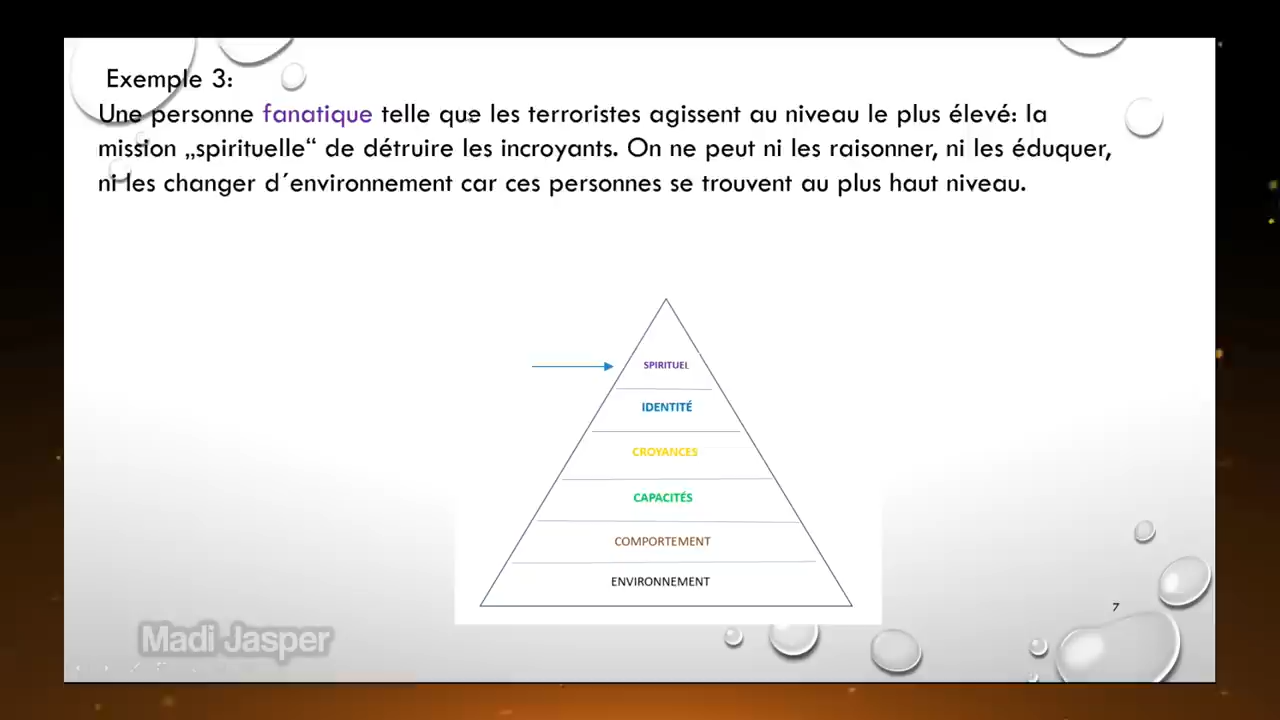 Exemple 3:
Une personne fanatique telle que les terroristes agissent au niveau le plus élevé: la
mission „spirituelle“ de détruire les incroyants. On ne peut ni les raisonner, ni les éduquer,
ni les changer d´environnement car ces personnes se trouvent au plus haut niveau.
SPIRITUEL
IDENTITÉ
CROYANCES
CAPACITÉS
COMPORTEMENT
ENVIRONNEMENT
7
Madi Jasper